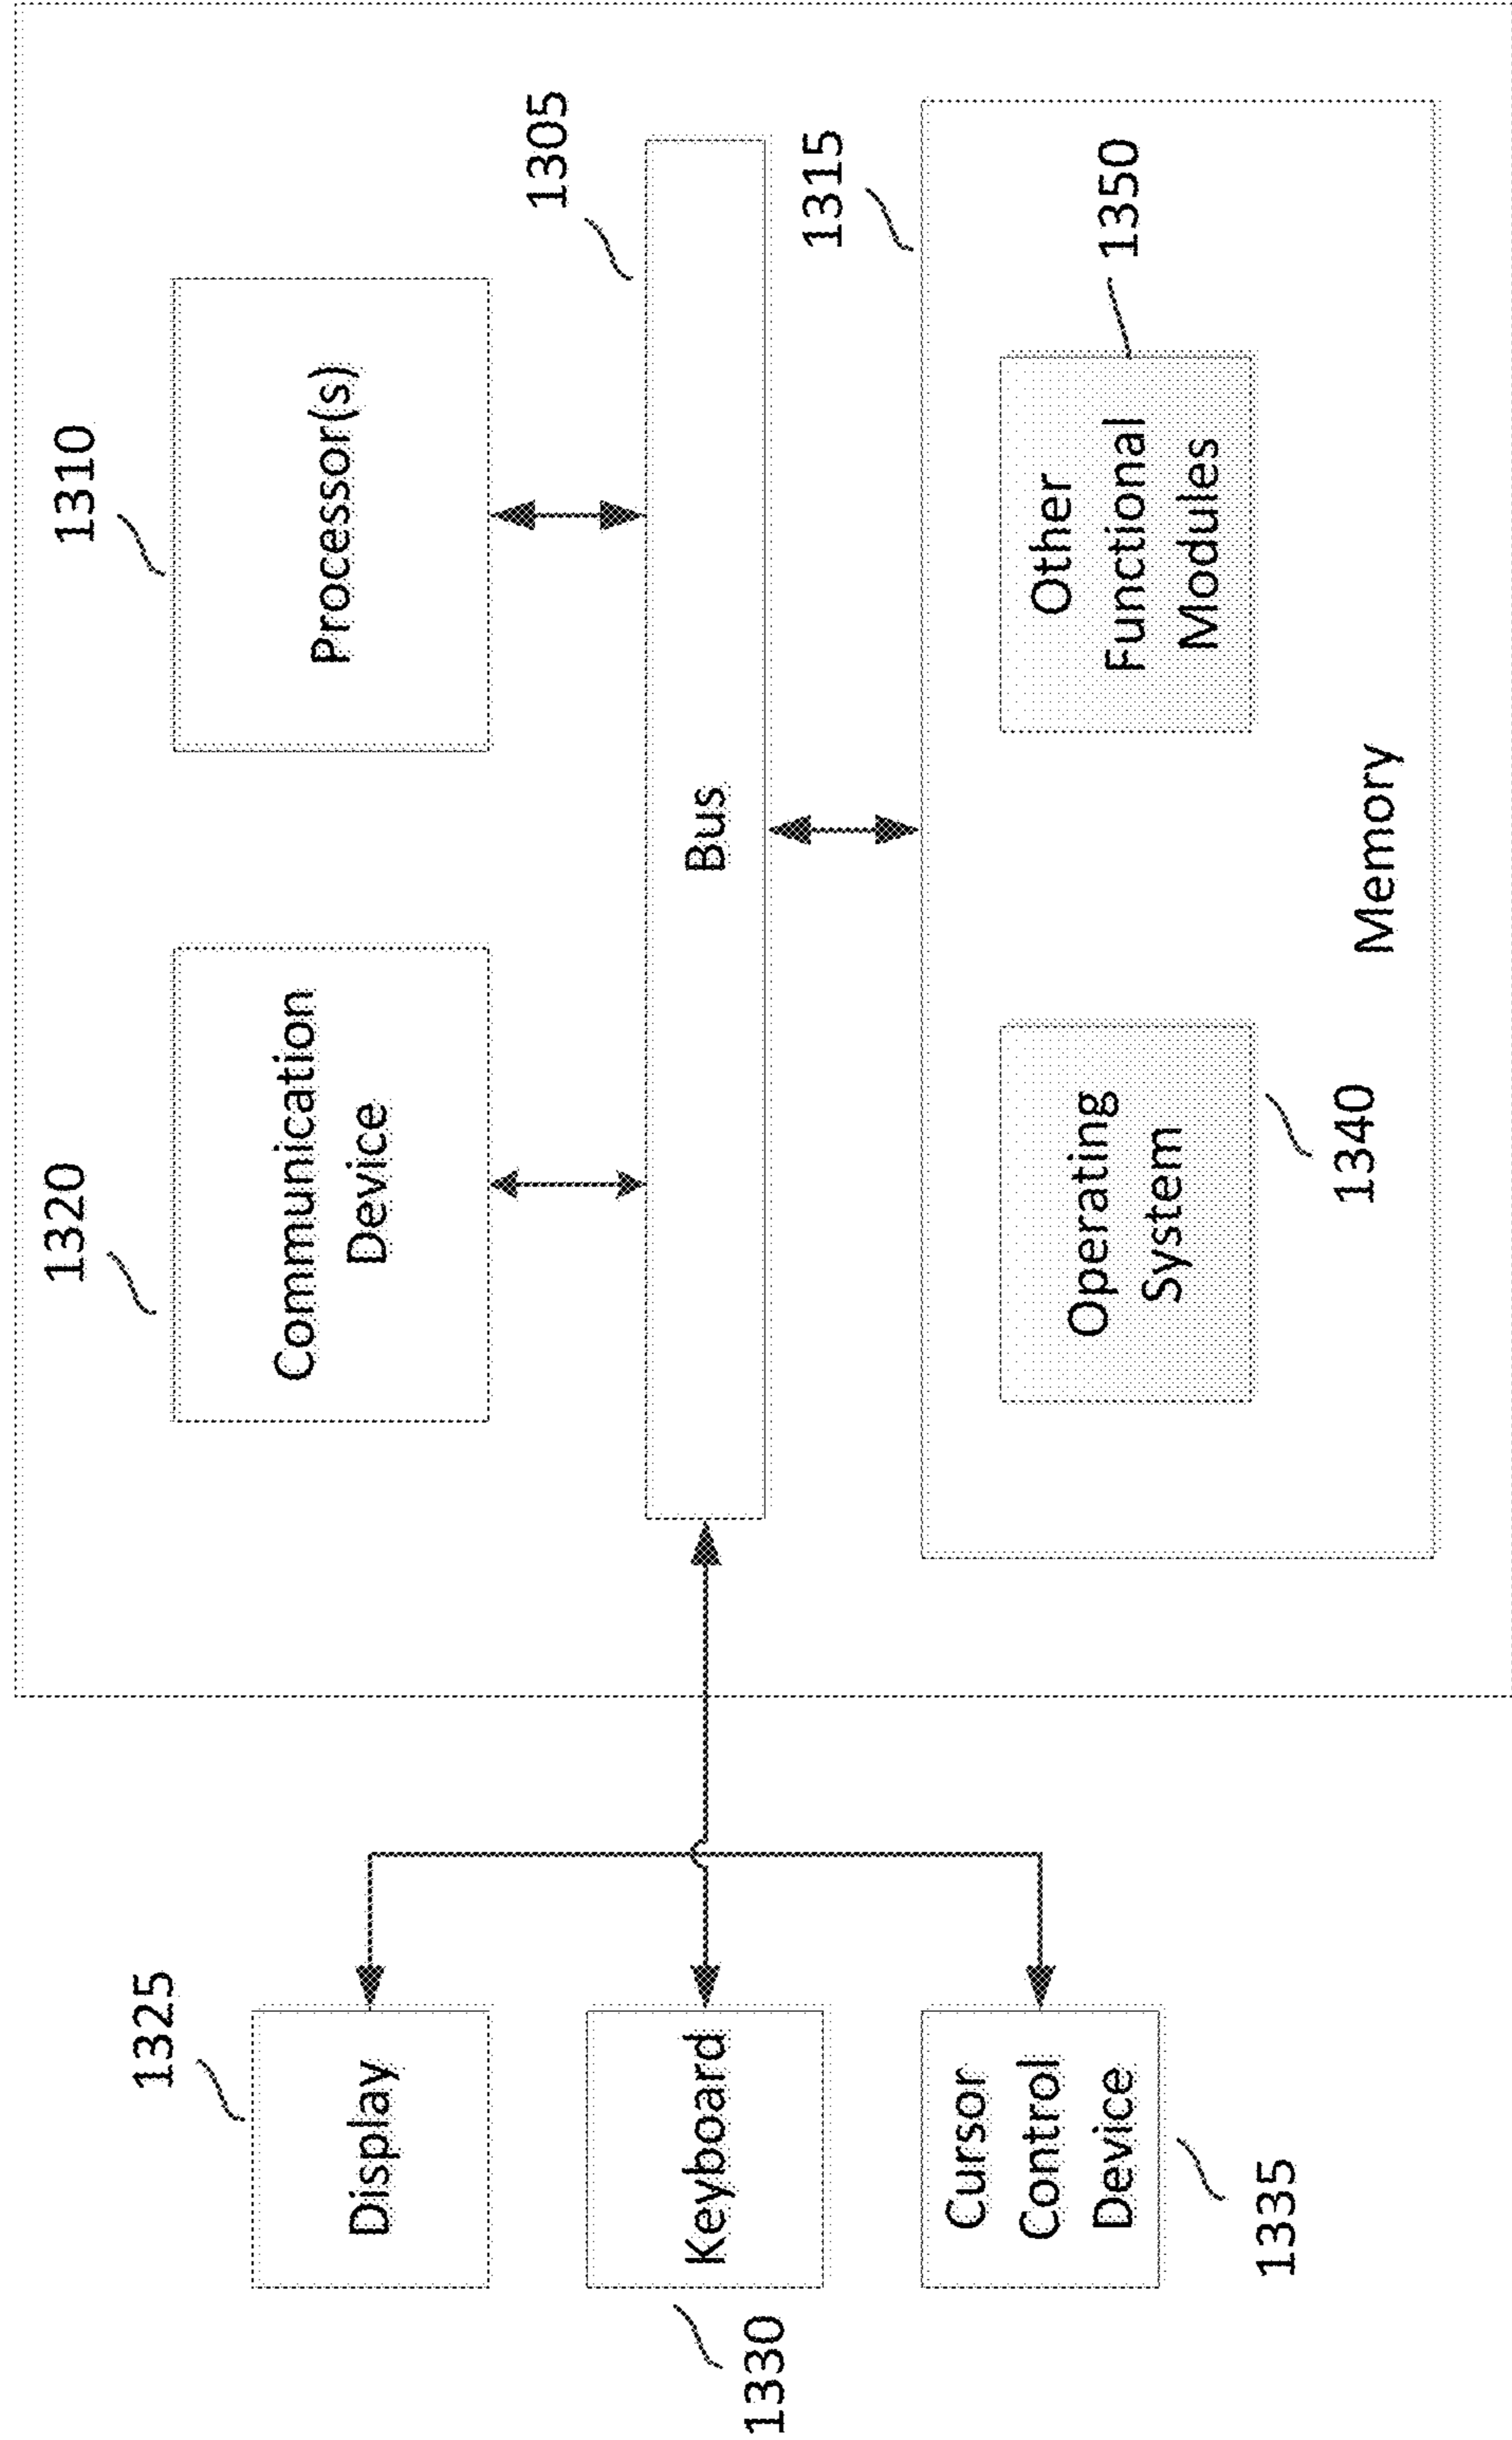 1320
Communication
Device
1310
Processor(s)
1305
Bus
1325
Display
1330
Keyboard
Cursor
Control
Device
1335
1315
Operating
System
1340
Other
Functional
Modules
1350
Memory